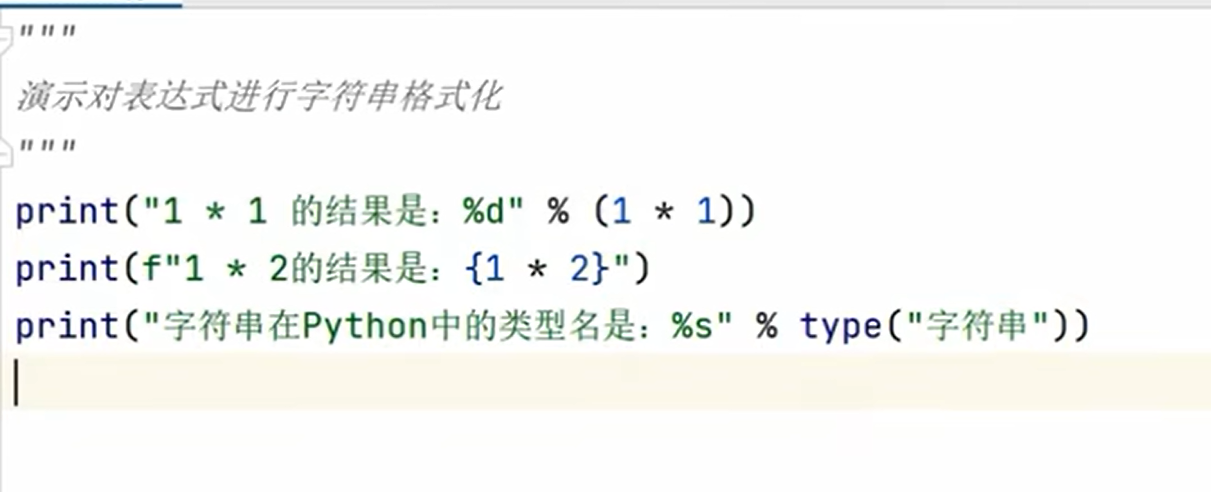 """
演示对表达式进行字符串格式化
"""
print("1 * 1 的结果是：%d" % (1 * 1))
print(f"1 * 2的结果是：{1 * 2}")
print("字符串在Python中的类型名是：%s" % type("字符串"))